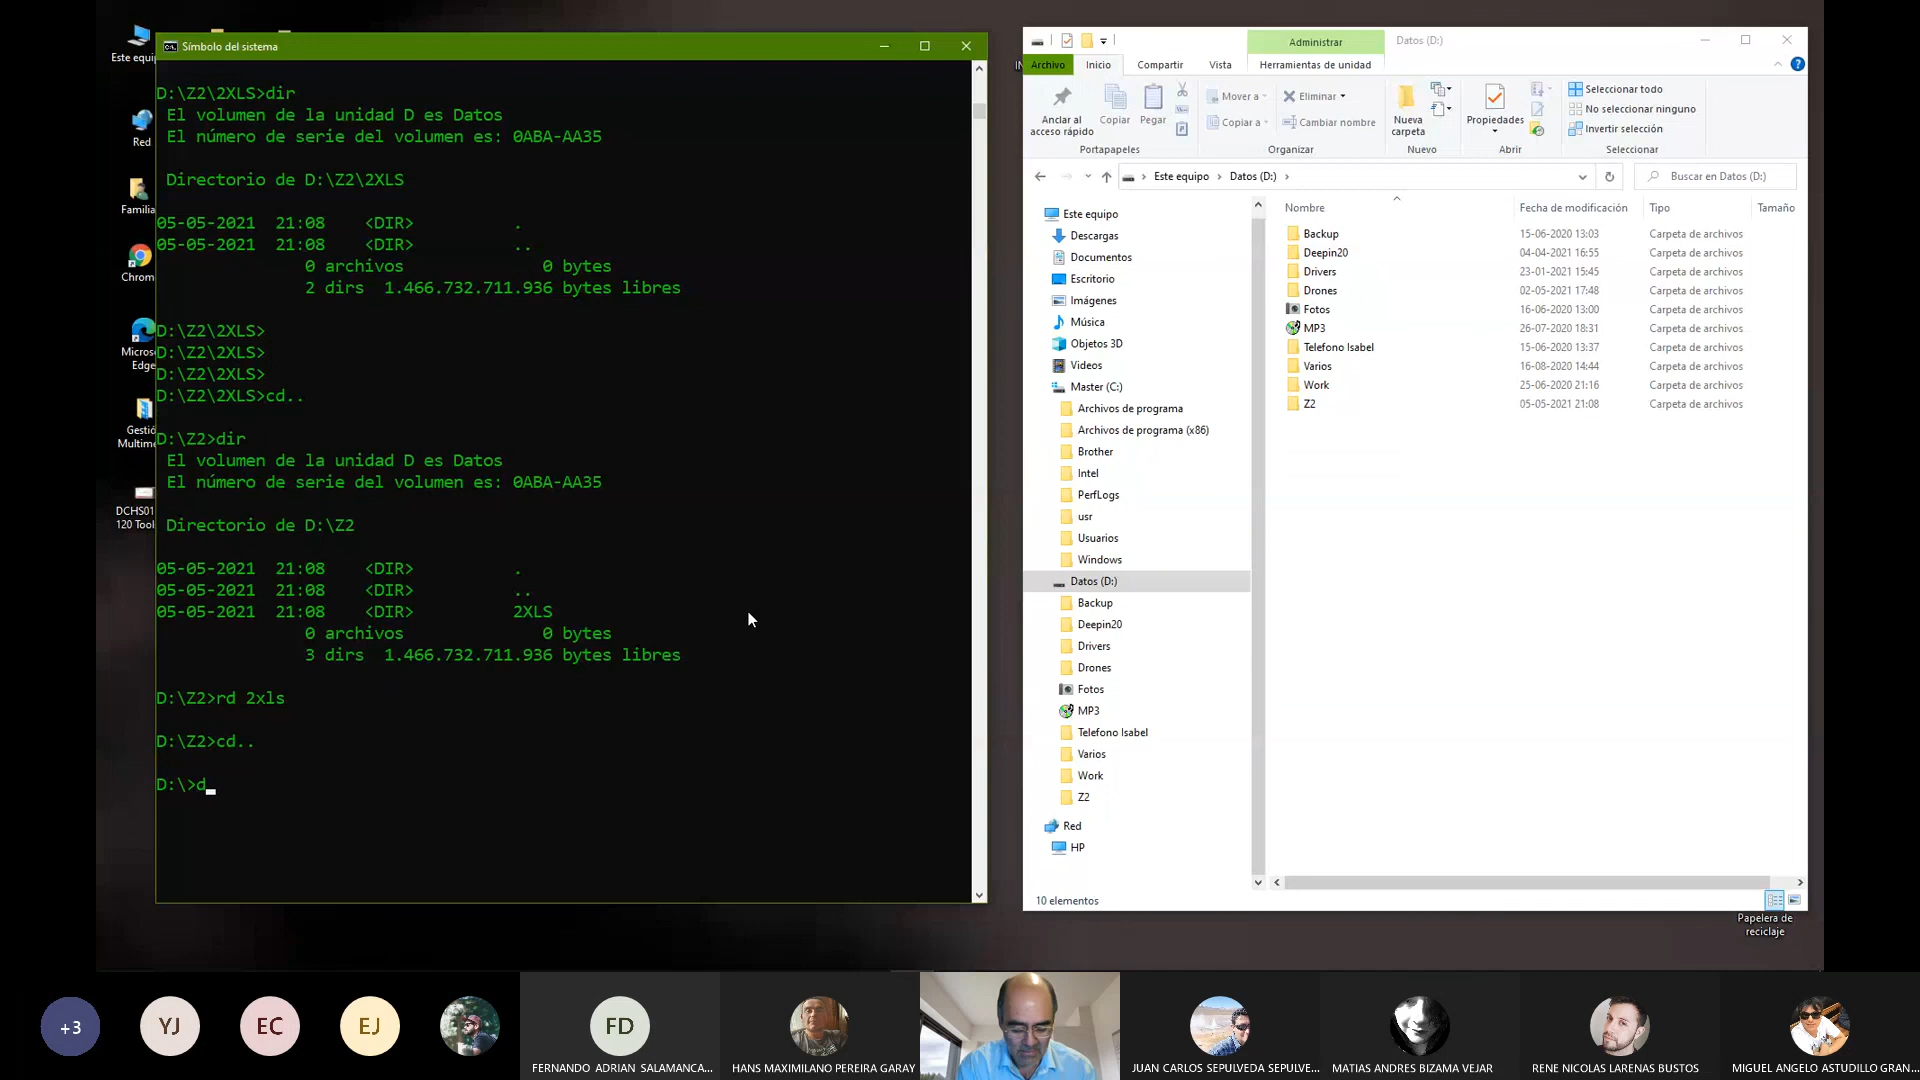 Este equi
Red
Familia
Chrom
Micros
Edge
Gestió
Multime
DCHS01
120 Tool
Símbolo del sistema
D:\Z2\2XLS>dir
El volumen de la unidad D es Datos
El número de serie del volumen es: 0ABA-AA35
Directorio de D:\Z2\2XLS
05-05-2021 21:08 <DIR> .
05-05-2021 21:08 <DIR> ..
0 archivos 0 bytes
2 dirs 1.466.732.711.936 bytes libres
D:\Z2\2XLS>
D:\Z2\2XLS>
D:\Z2\2XLS>
D:\Z2\2XLS>cd..
D:\Z2>dir
El volumen de la unidad D es Datos
El número de serie del volumen es: 0ABA-AA35
Directorio de D:\Z2
05-05-2021 21:08 <DIR> .
05-05-2021 21:08 <DIR> ..
05-05-2021 21:08 <DIR> 2XLS
0 archivos 0 bytes
3 dirs 1.466.732.711.936 bytes libres
D:\Z2>rd 2xls
D:\Z2>cd..
D:\>d_
Administrar Datos (D:)
Archivo Inicio Compartir Vista Herramientas de unidad
Anclar al
acceso rápido
Copiar
Pegar
Portapapeles
Mover a
Copiar a
Eliminar
Cambiar nombre
Organizar
Nueva
carpeta
Nuevo
Propiedades
Abrir
Seleccionar todo
No seleccionar ninguno
Invertir selección
Seleccionar
Este equipo > Datos (D:) >
Buscar en Datos (D:)
Este equipo
Descargas
Documentos
Escritorio
Imágenes
Música
Objetos 3D
Videos
Master (C:)
Archivos de programa
Archivos de programa (x86)
Brother
Intel
PerfLogs
usr
Usuarios
Windows
Datos (D:)
Backup
Deepin20
Drivers
Drones
Fotos
MP3
Telefono Isabel
Varios
Work
Z2
Red
HP
Nombre Fecha de modificación Tipo Tamaño
Backup 15-06-2020 13:03 Carpeta de archivos
Deepin20 04-04-2021 16:55 Carpeta de archivos
Drivers 23-01-2021 15:45 Carpeta de archivos
Drones 02-05-2021 17:48 Carpeta de archivos
Fotos 16-06-2020 13:00 Carpeta de archivos
MP3 26-07-2020 18:31 Carpeta de archivos
Telefono Isabel 15-06-2020 13:37 Carpeta de archivos
Varios 16-08-2020 14:44 Carpeta de archivos
Work 25-06-2020 21:16 Carpeta de archivos
Z2 05-05-2021 21:08 Carpeta de archivos
10 elementos
Papelera de
reciclaje
+3
YJ
EC
EJ
FD
FERNANDO ADRIAN SALAMANCA...
HANS MAXIMILANO PEREIRA GARAY
JUAN CARLOS SEPULVEDA SEPULVE...
MATIAS ANDRES BIZAMA VEJAR
RENE NICOLAS LARENAS BUSTOS
MIGUEL ANGELO ASTUDILLO GRAN...